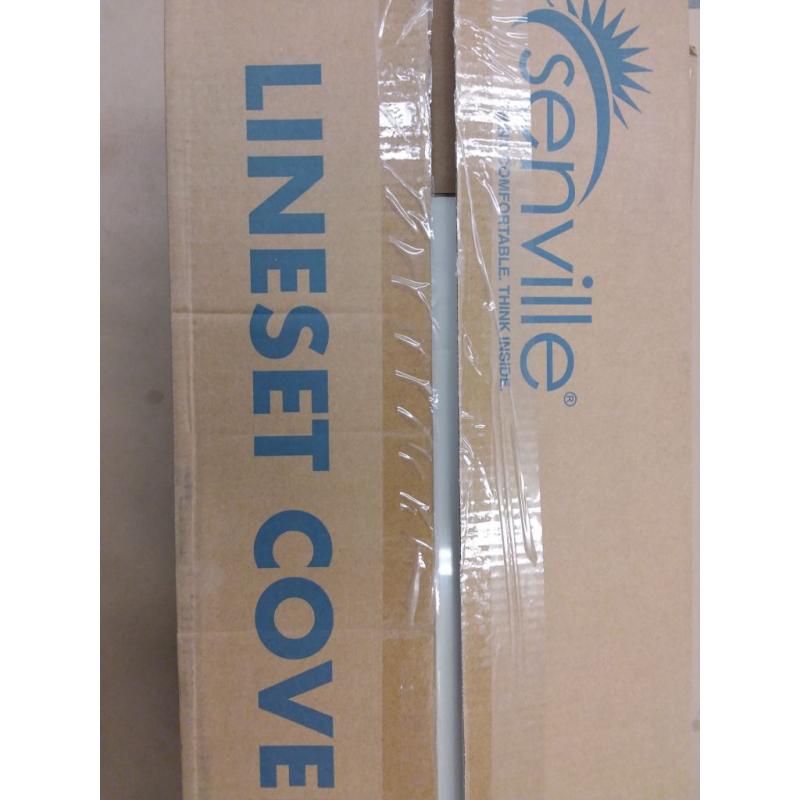 senville®
COMFORTABLE. THINK INSIDE.
LINESET COVE